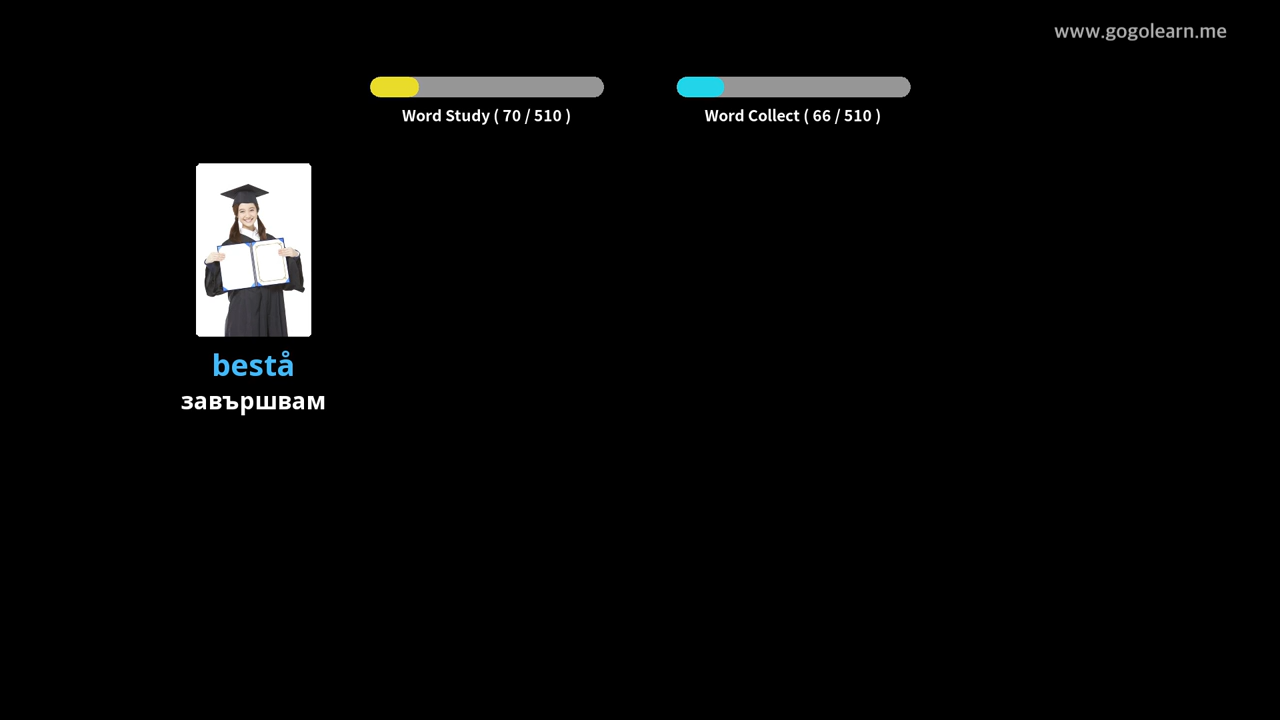 www.gogolearn.me
Word Study ( 70 / 510 )
Word Collect ( 66 / 510 )
bestå
завършвам